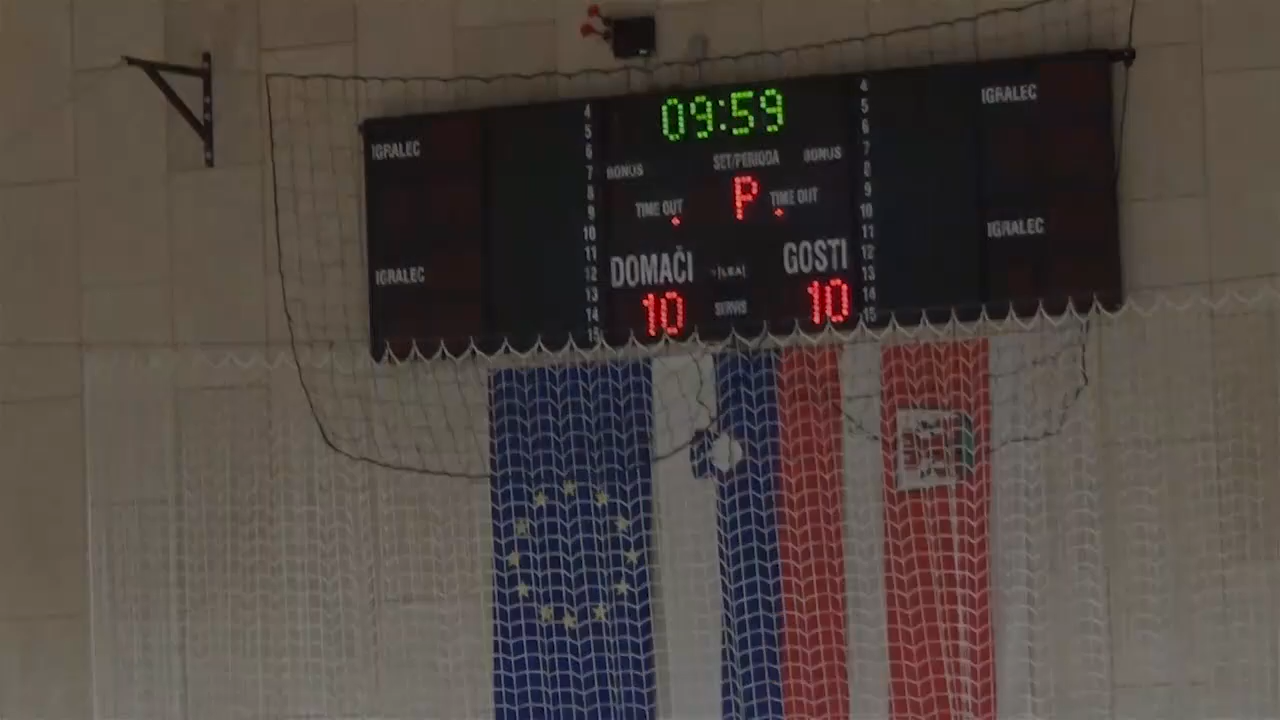 09:59
IGRALEC
IGRALEC
4
5
6
7
8
9
10
11
12
13
14
15
BONUS
SET/PERIODA
BONUS
TIME OUT
P
TIME OUT
DOMAČI
GOSTI
10
SERVIS
10
4
5
6
7
8
9
10
11
12
13
14
15
IGRALEC
IGRALEC